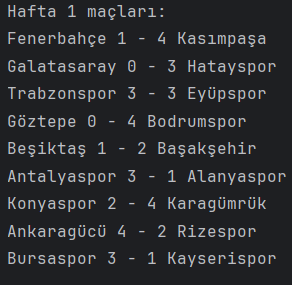 Hafta 1 maçları:
Fenerbahçe 1 - 4 Kasımpaşa
Galatasaray 0 - 3 Hatayspor
Trabzonspor 3 - 3 Eyüpspor
Göztepe 0 - 4 Bodrumspor
Beşiktaş 1 - 2 Başakşehir
Antalyaspor 3 - 1 Alanyaspor
Konyaspor 2 - 4 Karagümrük
Ankaragücü 4 - 2 Rizespor
Bursaspor 3 - 1 Kayserispor